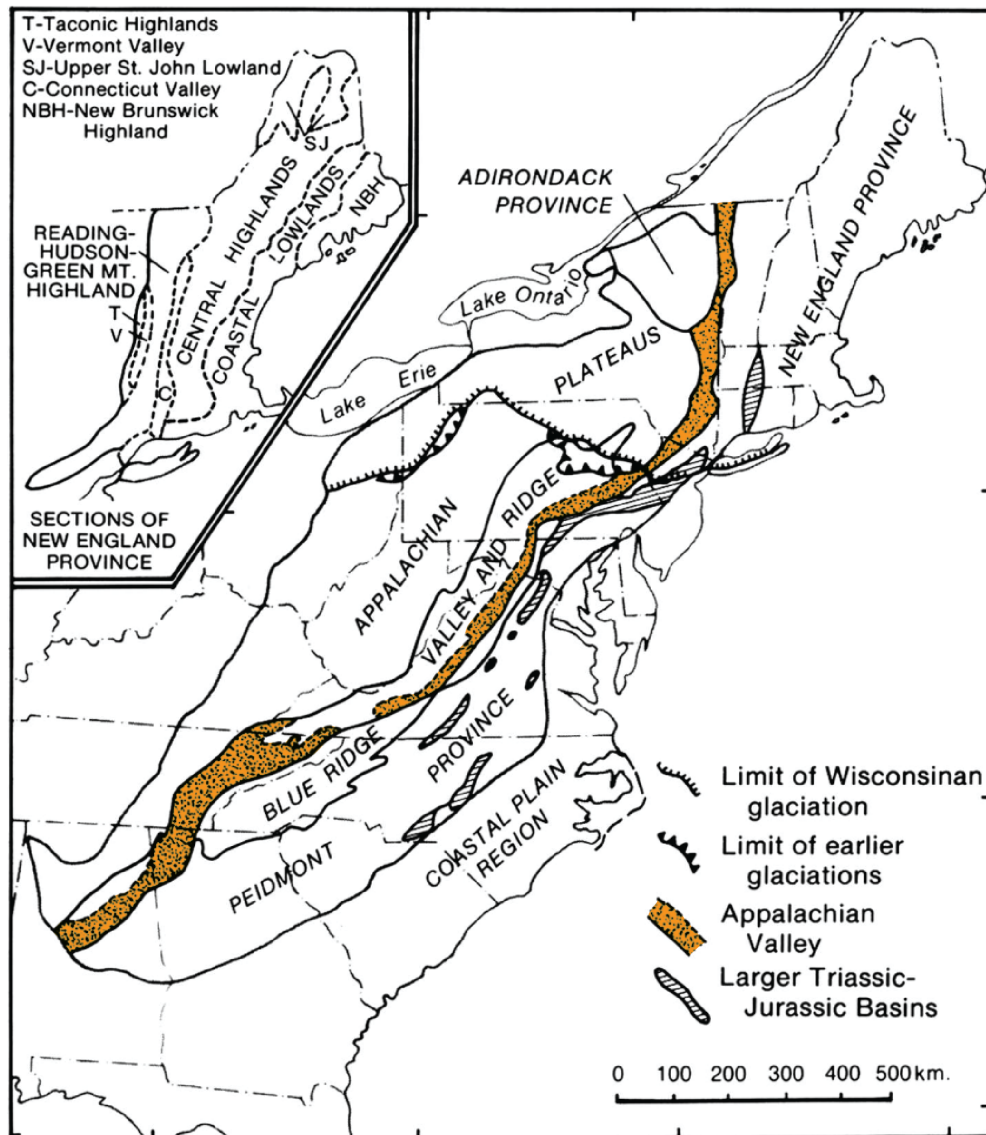 T-Taconic Highlands
V-Vermont Valley
SJ-Upper St. John Lowland
C-Connecticut Valley
NBH-New Brunswick
Highland
SJ
READING-
HUDSON-
GREEN MT.
HIGHLAND
T
V
C
CENTRAL HIGHLANDS
COASTAL LOWLANDS
NBH
SECTIONS OF
NEW ENGLAND
PROVINCE
ADIRONDACK
PROVINCE
NEW ENGLAND PROVINCE
Lake Ontario
Lake Erie
APPALACHIAN PLATEAUS
VALLEY AND RIDGE
BLUE RIDGE
PEIDMONT PROVINCE
COASTAL PLAIN
REGION
Limit of Wisconsinan
glaciation
Limit of earlier
glaciations
Appalachian
Valley
Larger Triassic-
Jurassic Basins
0 100 200 300 400 500 km.